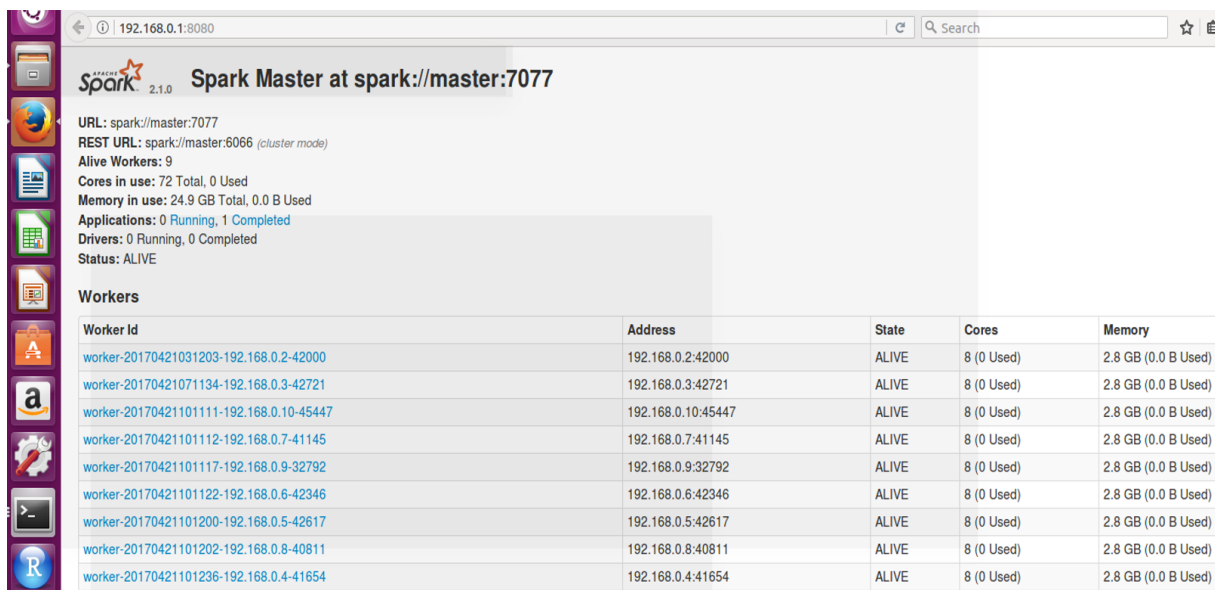 192.168.0.1:8080
Search
APACHE
Spark 2.1.0 Spark Master at spark://master:7077
URL: spark://master:7077
REST URL: spark://master:6066 (cluster mode)
Alive Workers: 9
Cores in use: 72 Total, 0 Used
Memory in use: 24.9 GB Total, 0.0 B Used
Applications: 0 Running, 1 Completed
Drivers: 0 Running, 0 Completed
Status: ALIVE
Workers
Worker Id Address State Cores Memory
worker-20170421031203-192.168.0.2-42000 192.168.0.2:42000 ALIVE 8 (0 Used) 2.8 GB (0.0 B Used)
worker-20170421071134-192.168.0.3-42721 192.168.0.3:42721 ALIVE 8 (0 Used) 2.8 GB (0.0 B Used)
worker-20170421101111-192.168.0.10-45447 192.168.0.10:45447 ALIVE 8 (0 Used) 2.8 GB (0.0 B Used)
worker-20170421101112-192.168.0.7-41145 192.168.0.7:41145 ALIVE 8 (0 Used) 2.8 GB (0.0 B Used)
worker-20170421101117-192.168.0.9-32792 192.168.0.9:32792 ALIVE 8 (0 Used) 2.8 GB (0.0 B Used)
worker-20170421101122-192.168.0.6-42346 192.168.0.6:42346 ALIVE 8 (0 Used) 2.8 GB (0.0 B Used)
worker-20170421101200-192.168.0.5-42617 192.168.0.5:42617 ALIVE 8 (0 Used) 2.8 GB (0.0 B Used)
worker-20170421101202-192.168.0.8-40811 192.168.0.8:40811 ALIVE 8 (0 Used) 2.8 GB (0.0 B Used)
worker-20170421101236-192.168.0.4-41654 192.168.0.4:41654 ALIVE 8 (0 Used) 2.8 GB (0.0 B Used)
a
R